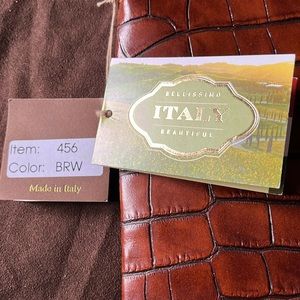 BELLISSIMO
ITALY
BEAUTIFUL
Item: 456
Color: BRW
Made in Italy